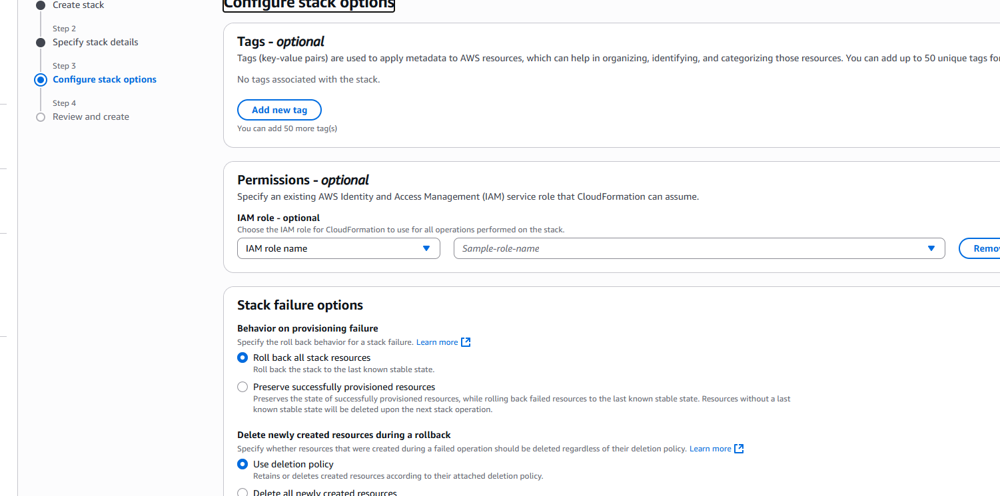 Create stack
Step 2
Specify stack details
Step 3
Configure stack options
Step 4
Review and create
Configure stack options
Tags - optional
Tags (key-value pairs) are used to apply metadata to AWS resources, which can help in organizing, identifying, and categorizing those resources. You can add up to 50 unique tags for
No tags associated with the stack.
Add new tag
You can add 50 more tag(s)
Permissions - optional
Specify an existing AWS Identity and Access Management (IAM) service role that CloudFormation can assume.
IAM role - optional
Choose the IAM role for CloudFormation to use for all operations performed on the stack.
IAM role name
Sample-role-name
Stack failure options
Behavior on provisioning failure
Specify the roll back behavior for a stack failure. Learn more
Roll back all stack resources
Roll back the stack to the last known stable state.
Preserve successfully provisioned resources
Preserves the state of successfully provisioned resources, while rolling back failed resources to the last known stable state. Resources without a last
known stable state will be deleted upon the next stack operation.
Delete newly created resources during a rollback
Specify whether resources that were created during a failed operation should be deleted regardless of their deletion policy. Learn more
Use deletion policy
Retains or deletes created resources according to their attached deletion policy.
Delete all newly created resources